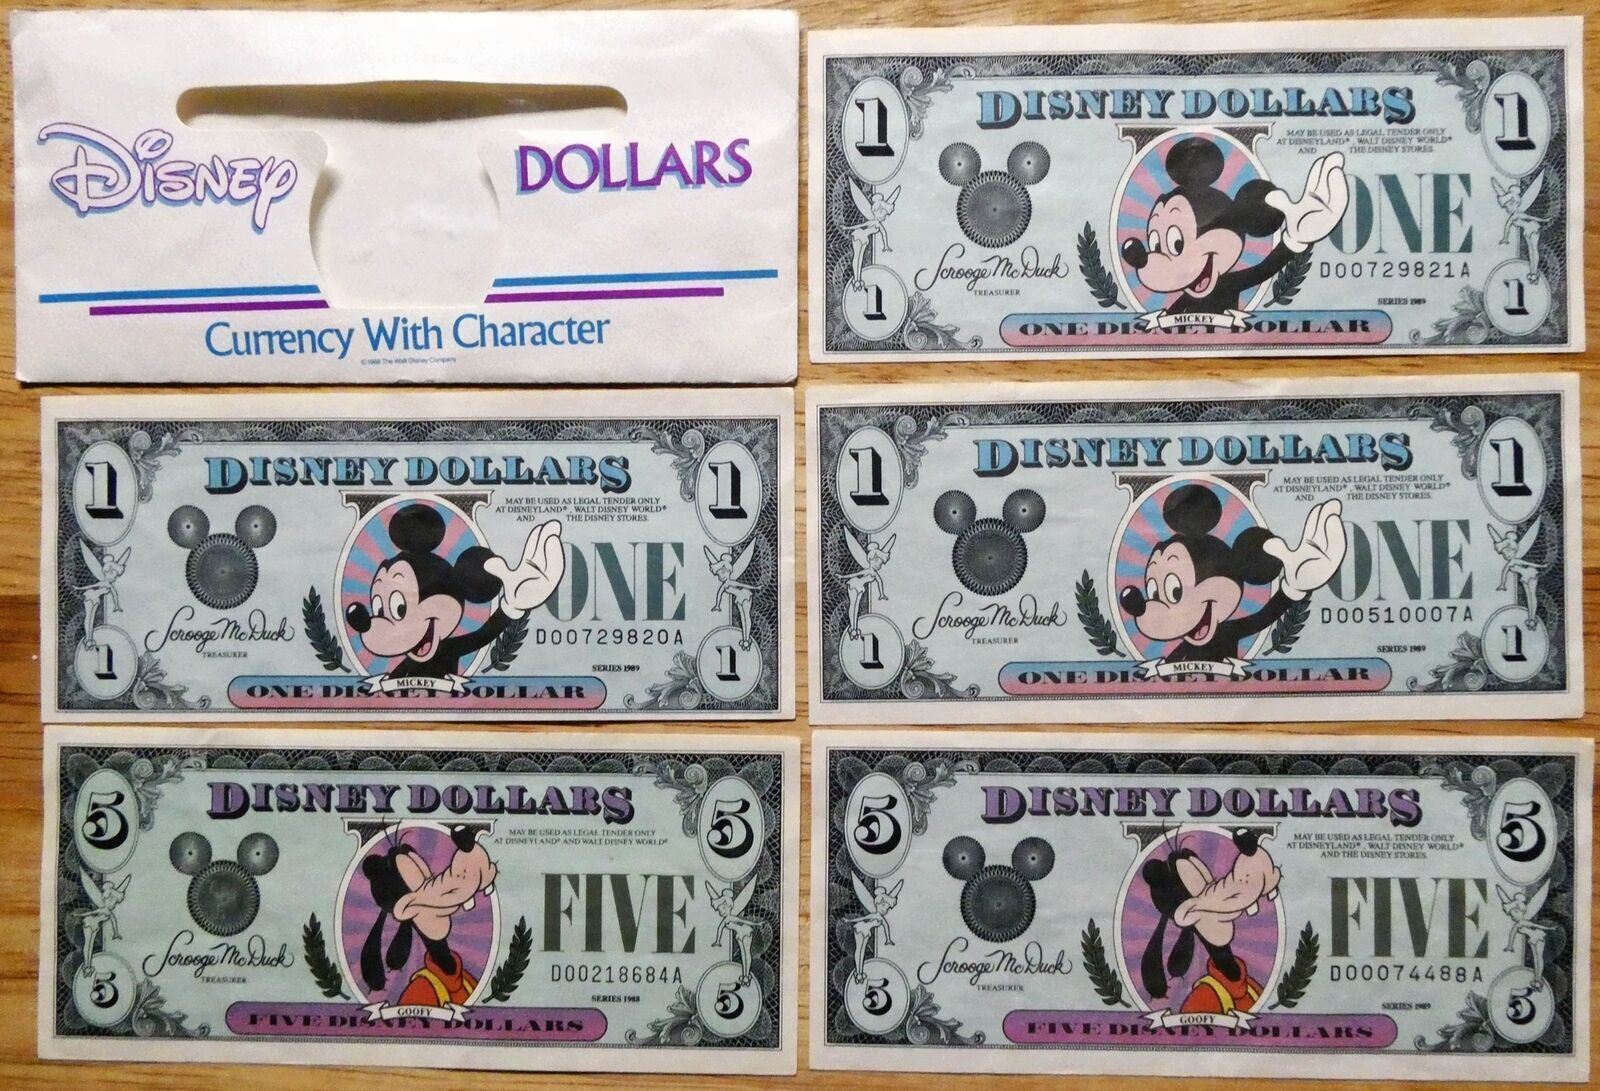 Disney DOLLARS
Currency With Character
©1988 The Walt Disney Company
1 DISNEY DOLLARS 1
MAY BE USED AS LEGAL TENDER ONLY
AT DISNEYLAND®, WALT DISNEY WORLD®
AND THE DISNEY STORES.
ONE
Scrooge McDuck
D00729821A
TREASURER
SERIES 1989
1 MICKEY 1
ONE DISNEY DOLLAR
1 DISNEY DOLLARS 1
MAY BE USED AS LEGAL TENDER ONLY
AT DISNEYLAND®, WALT DISNEY WORLD®
AND THE DISNEY STORES.
ONE
Scrooge McDuck
D00729820A
TREASURER
SERIES 1989
1 MICKEY 1
ONE DISNEY DOLLAR
1 DISNEY DOLLARS 1
MAY BE USED AS LEGAL TENDER ONLY
AT DISNEYLAND®, WALT DISNEY WORLD®
AND THE DISNEY STORES.
ONE
Scrooge McDuck
D00510007A
TREASURER
SERIES 1989
1 MICKEY 1
ONE DISNEY DOLLAR
5 DISNEY DOLLARS 5
MAY BE USED AS LEGAL TENDER ONLY
AT DISNEYLAND® AND WALT DISNEY WORLD®
FIVE
Scrooge McDuck
D00218684A
TREASURER
SERIES 1988
5 GOOFY 5
FIVE DISNEY DOLLARS
5 DISNEY DOLLARS 5
MAY BE USED AS LEGAL TENDER ONLY
AT DISNEYLAND®, WALT DISNEY WORLD®
AND THE DISNEY STORES.
FIVE
Scrooge McDuck
D00074488A
TREASURER
SERIES 1989
5 GOOFY 5
FIVE DISNEY DOLLARS